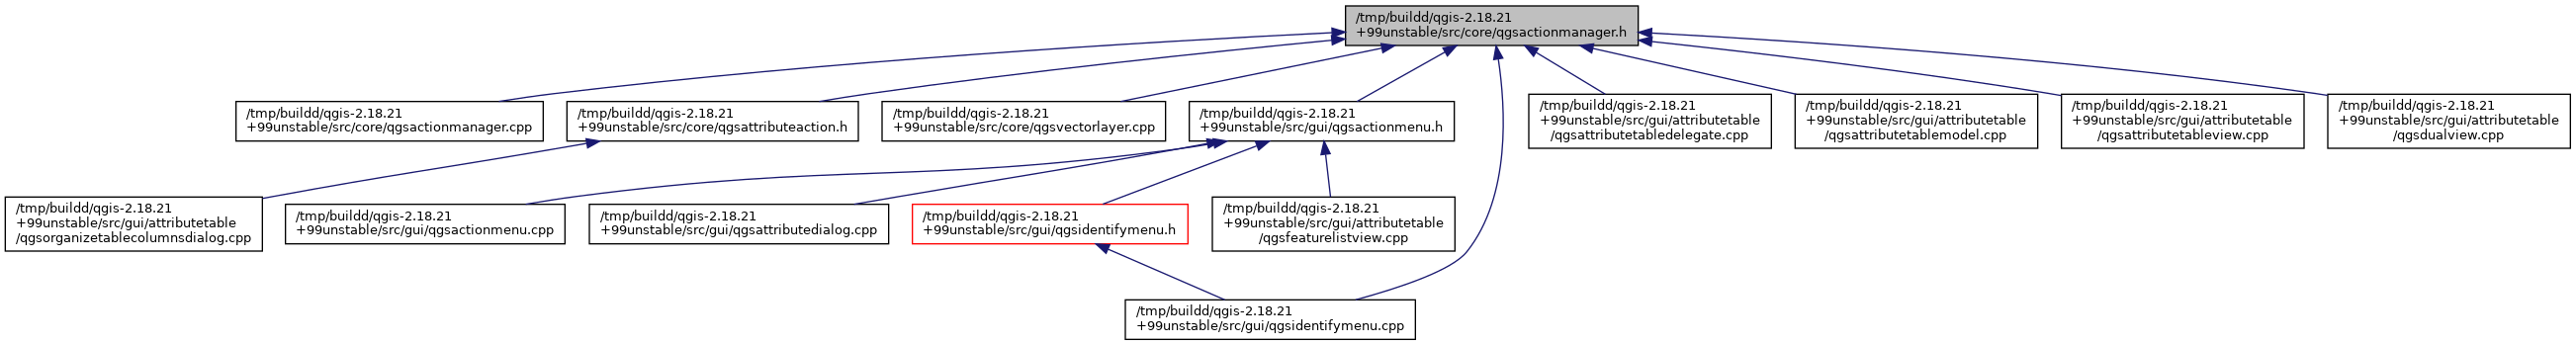 /tmp/buildd/qgis-2.18.21
+99unstable/src/core/qgsactionmanager.h
/tmp/buildd/qgis-2.18.21
+99unstable/src/core/qgsactionmanager.cpp
/tmp/buildd/qgis-2.18.21
+99unstable/src/core/qgsattributeaction.h
/tmp/buildd/qgis-2.18.21
+99unstable/src/core/qgsvectorlayer.cpp
/tmp/buildd/qgis-2.18.21
+99unstable/src/gui/qgsactionmenu.h
/tmp/buildd/qgis-2.18.21
+99unstable/src/gui/attributetable
/qgsattributetabledelegate.cpp
/tmp/buildd/qgis-2.18.21
+99unstable/src/gui/attributetable
/qgsattributetablemodel.cpp
/tmp/buildd/qgis-2.18.21
+99unstable/src/gui/attributetable
/qgsattributetableview.cpp
/tmp/buildd/qgis-2.18.21
+99unstable/src/gui/attributetable
/qgsdualview.cpp
/tmp/buildd/qgis-2.18.21
+99unstable/src/gui/attributetable
/qgsorganizetablecolumnsdialog.cpp
/tmp/buildd/qgis-2.18.21
+99unstable/src/gui/qgsactionmenu.cpp
/tmp/buildd/qgis-2.18.21
+99unstable/src/gui/qgsattributedialog.cpp
/tmp/buildd/qgis-2.18.21
+99unstable/src/gui/qgsidentifymenu.h
/tmp/buildd/qgis-2.18.21
+99unstable/src/gui/attributetable
/qgsfeaturelistview.cpp
/tmp/buildd/qgis-2.18.21
+99unstable/src/gui/qgsidentifymenu.cpp